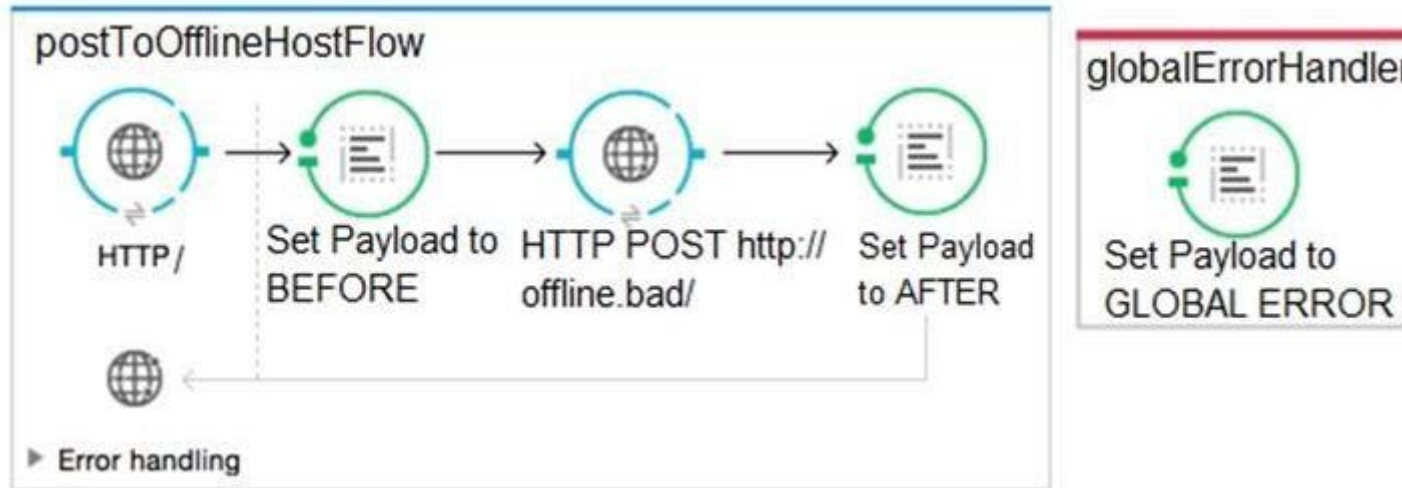 postToOfflineHostFlow
HTTP /
Set Payload to
BEFORE
HTTP POST http://
offline.bad/
Set Payload
to AFTER
Error handling
globalErrorHandler
Set Payload to
GLOBAL ERROR